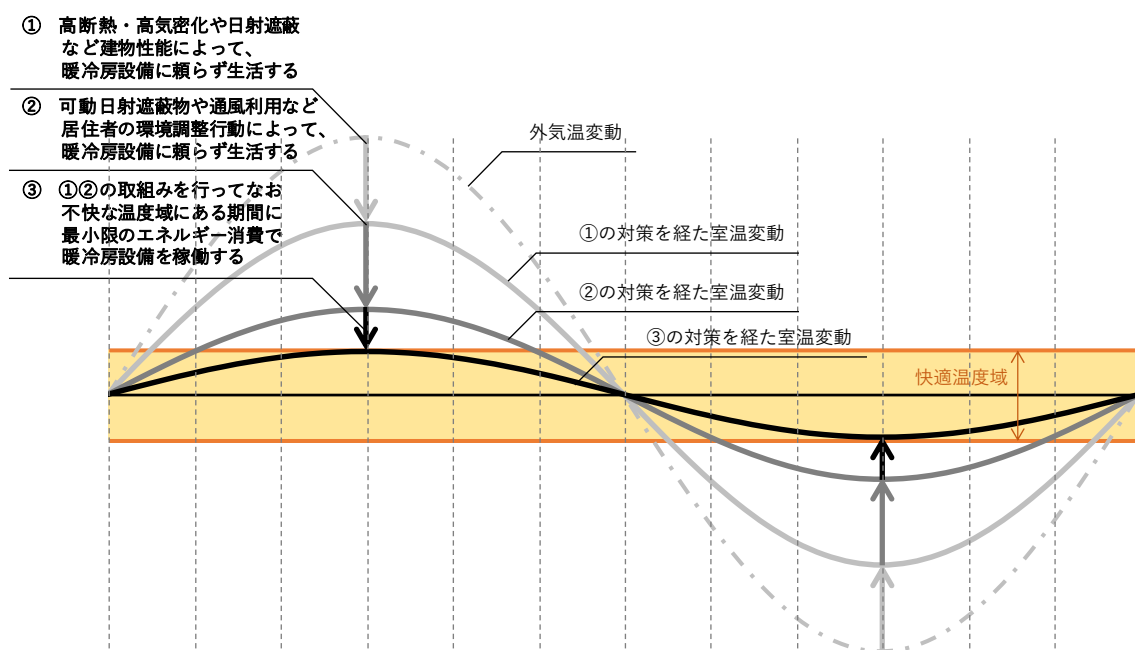 ① 高断熱・高気密化や日射遮蔽
など建物性能によって、
暖冷房設備に頼らず生活する
② 可動日射遮蔽物や通風利用など
居住者の環境調整行動によって、
暖冷房設備に頼らず生活する
③ ①②の取組みを行ってなお
不快な温度域にある期間に
最小限のエネルギー消費で
暖冷房設備を稼働する
外気温変動
①の対策を経た室温変動
②の対策を経た室温変動
③の対策を経た室温変動
快適温度域